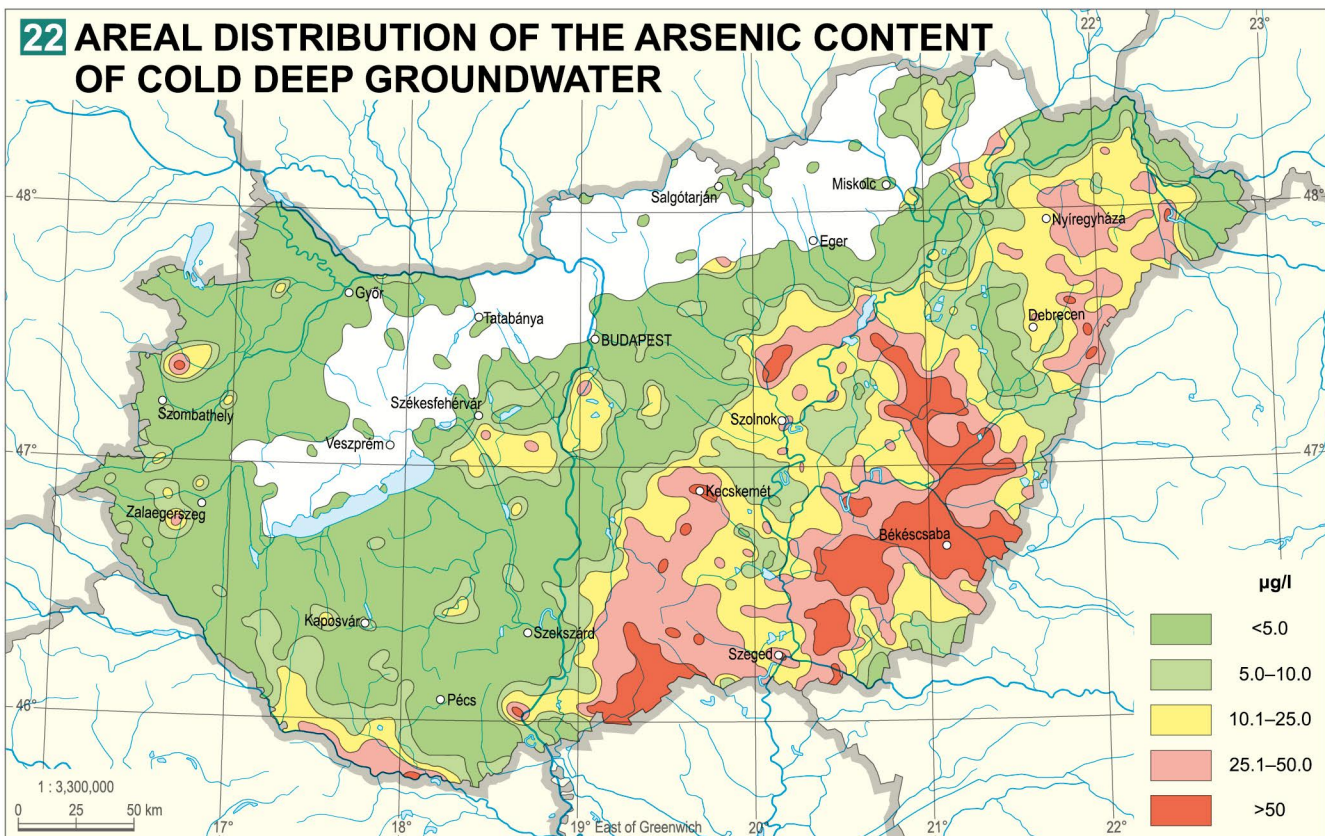 22 AREAL DISTRIBUTION OF THE ARSENIC CONTENT
OF COLD DEEP GROUNDWATER
22°
23°
48°
48°
Salgótarján
Miskolc
Eger
Nyíregyháza
Győr
Tatabánya
BUDAPEST
Debrecen
Szombathely
Székesfehérvár
Szolnok
Veszprém
47°
47°
Kecskemét
Zalaegerszeg
Békéscsaba
Kaposvár
Szekszárd
Szeged
Pécs
46°
µg/l
<5.0
5.0–10.0
10.1–25.0
25.1–50.0
>50
1 : 3,300,000
0 25 50 km
17°
18°
19° East of Greenwich
20°
21°
22°